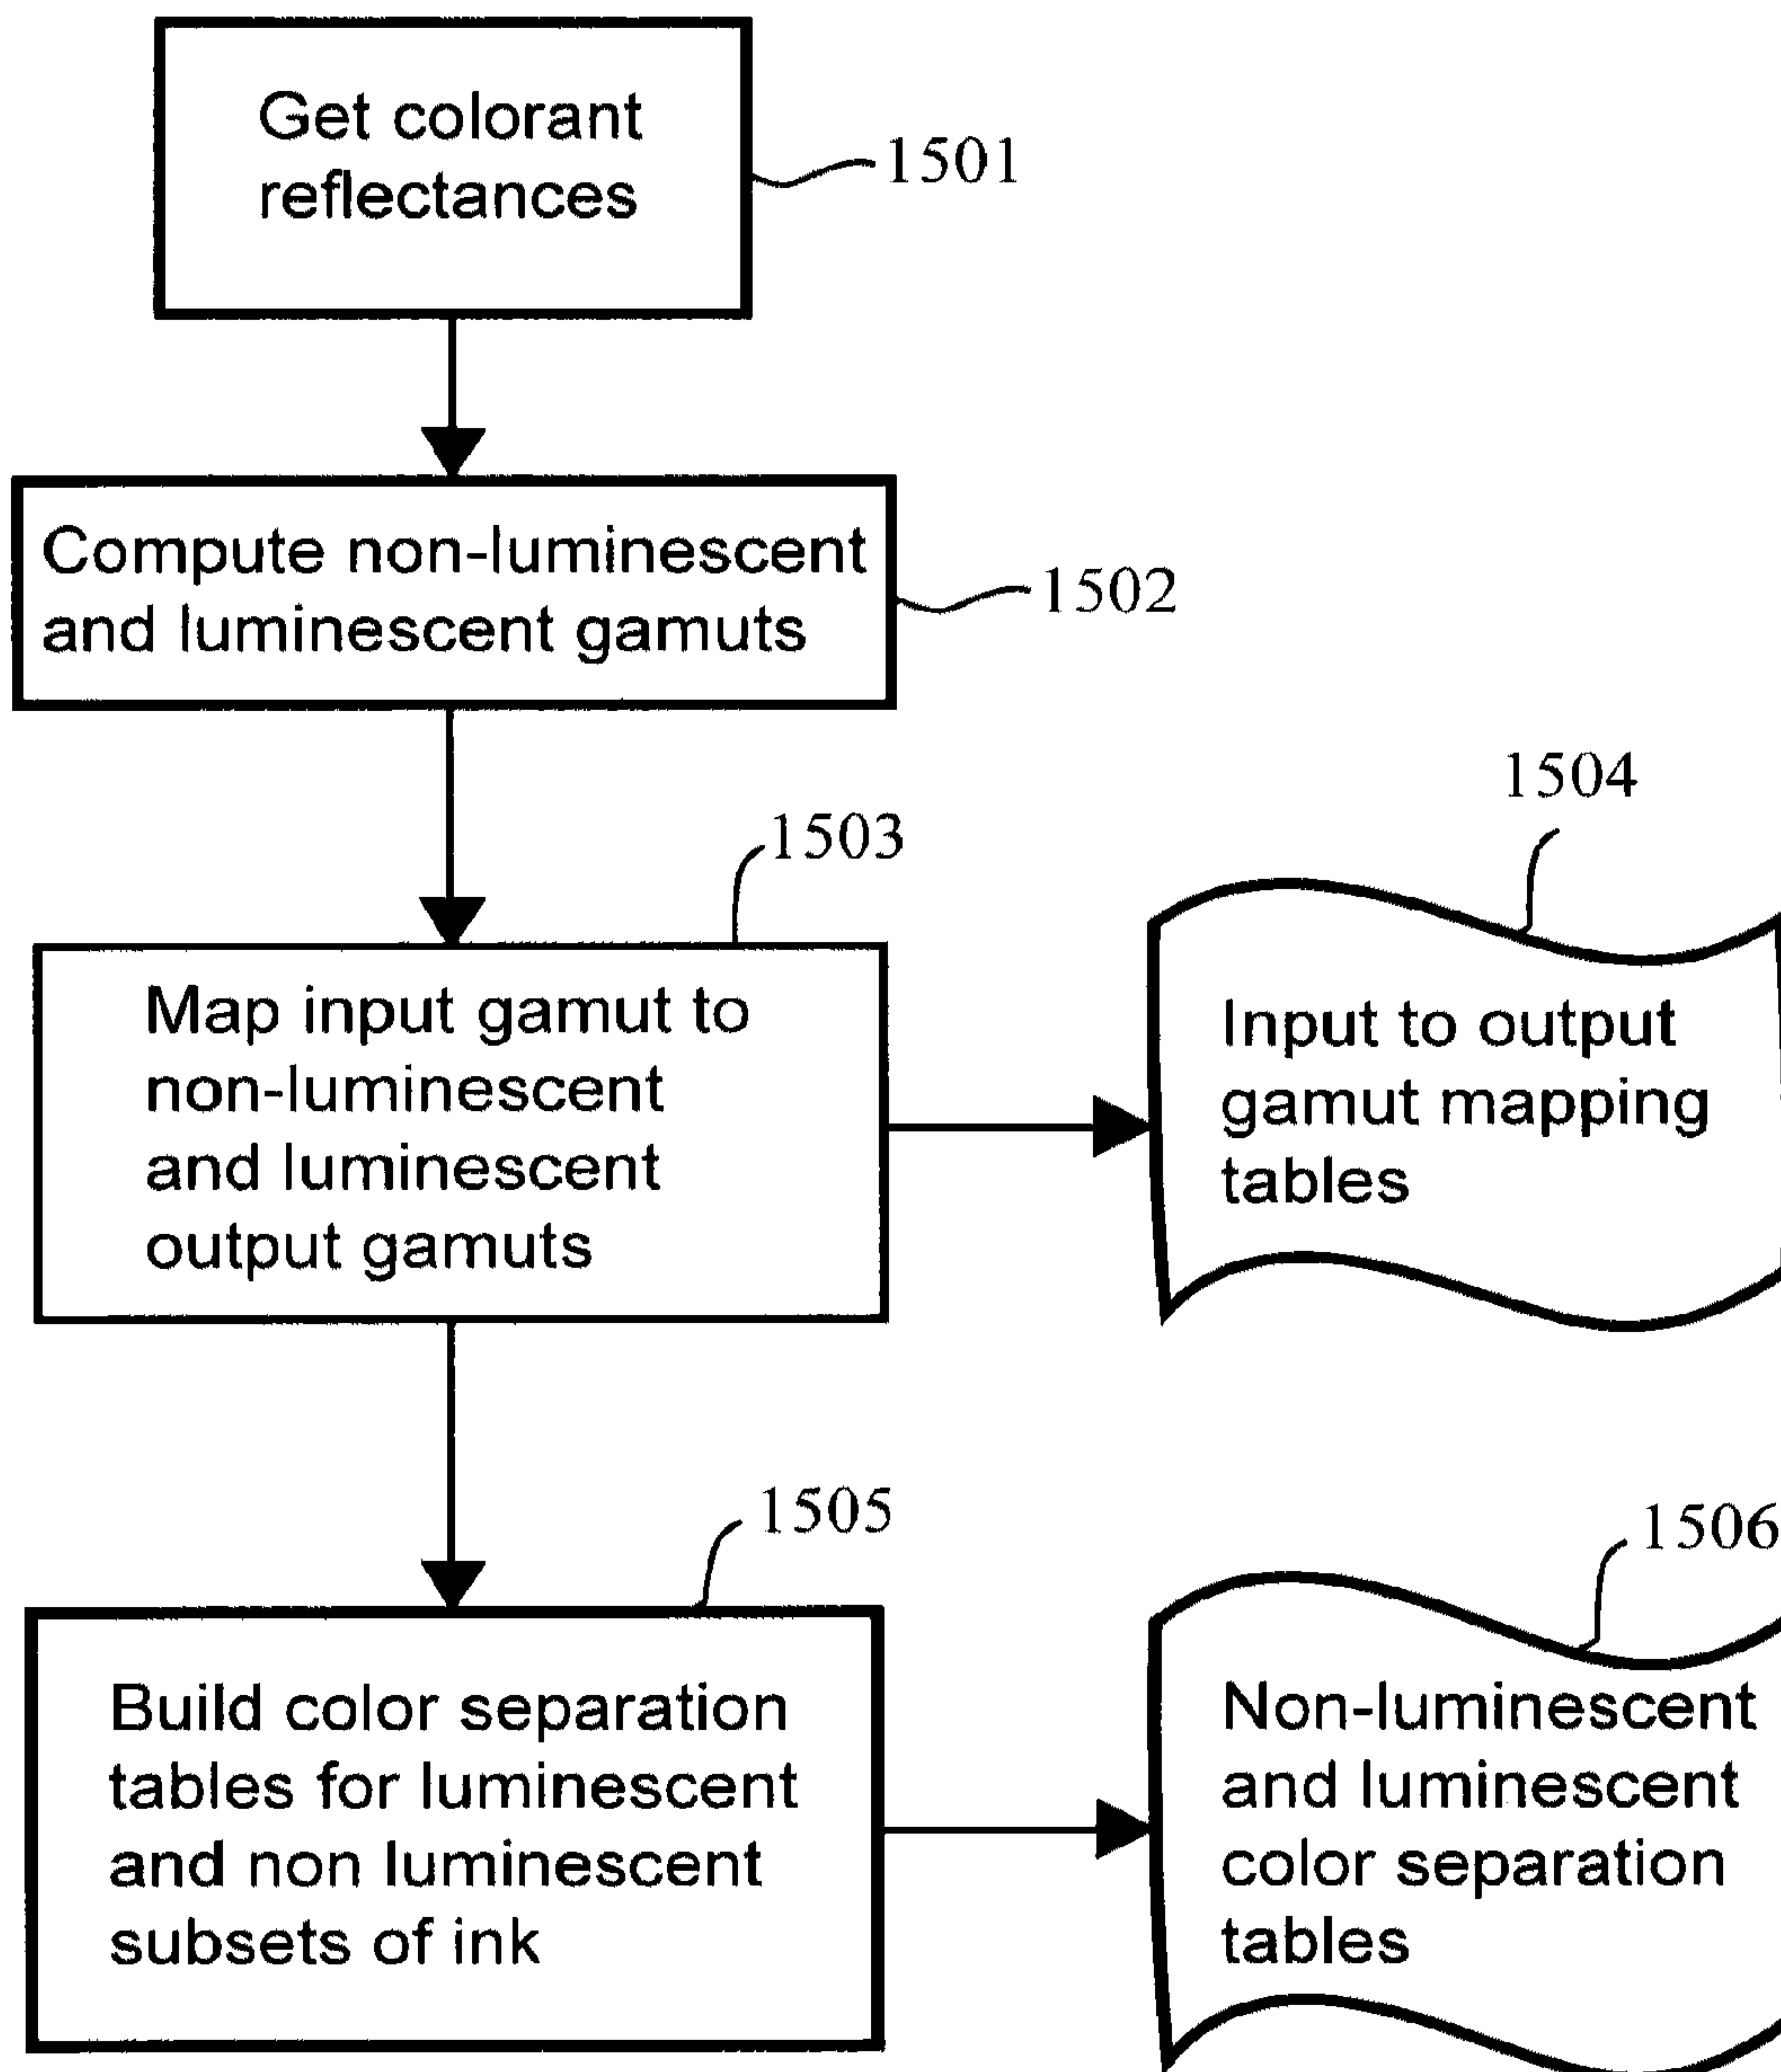 Get colorant
reflectances
1501
Compute non-luminescent
and luminescent gamuts
1502
1503
Map input gamut to
non-luminescent
and luminescent
output gamuts
1504
Input to output
gamut mapping
tables
1505
Build color separation
tables for luminescent
and non luminescent
subsets of ink
1506
Non-luminescent
and luminescent
color separation
tables